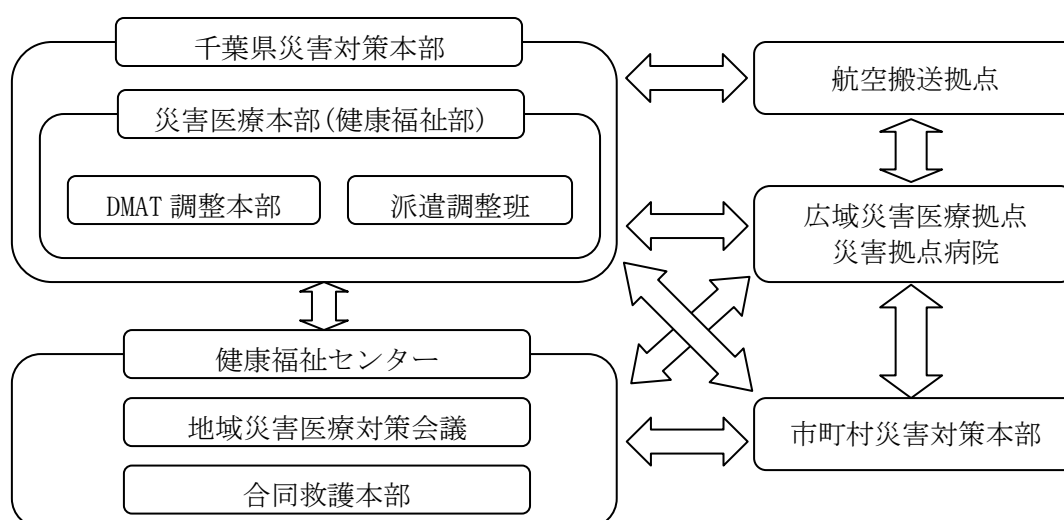 千葉県災害対策本部
災害医療本部(健康福祉部)
DMAT 調整本部
派遣調整班
航空搬送拠点
広域災害医療拠点
災害拠点病院
健康福祉センター
地域災害医療対策会議
合同救護本部
市町村災害対策本部